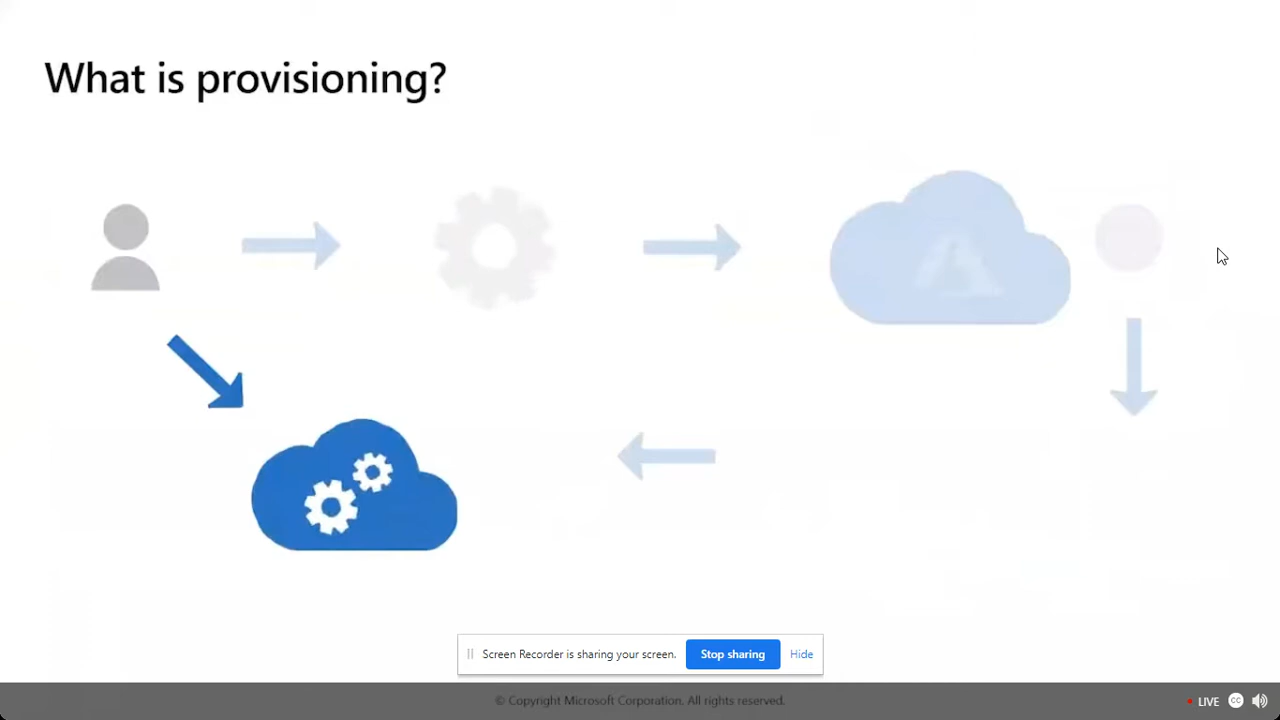 What is provisioning?
Screen Recorder is sharing your screen.
Stop sharing
Hide
© Copyright Microsoft Corporation. All rights reserved.
LIVE
CC